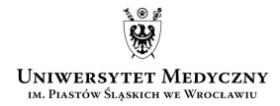 UNIWERSYTET MEDYCZNY
IM. PIASTÓW ŚLĄSKICH WE WROCŁAWIU